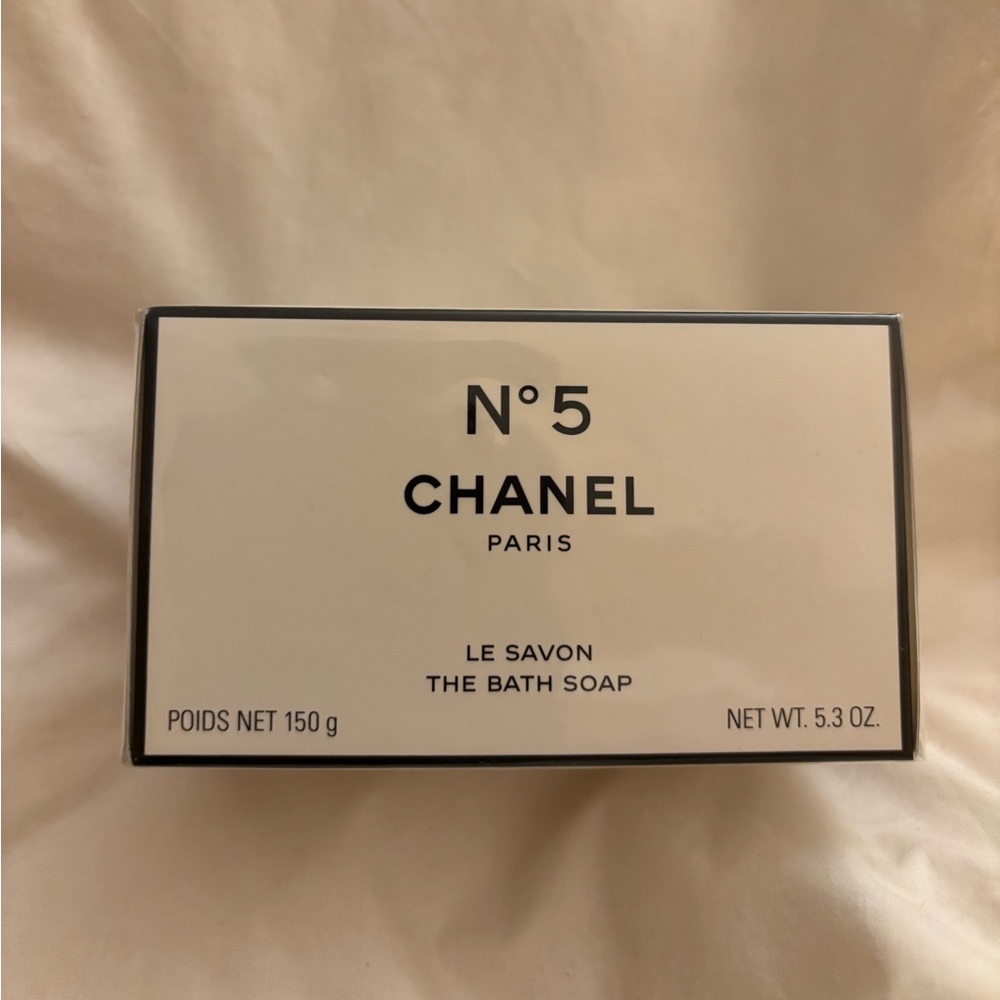 N° 5
CHANEL
PARIS
LE SAVON
THE BATH SOAP
POIDS NET 150 g
NET WT. 5.3 OZ.